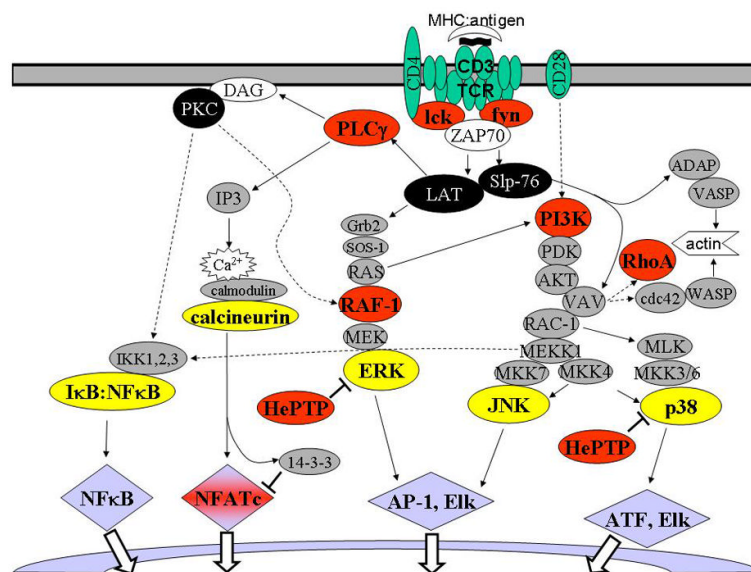 MHC:antigen
CD4
CD3
TCR
CD28
DAG
PKC
PLCγ
lck
fyn
ZAP70
LAT
Slp-76
ADAP
VASP
IP3
Grb2
SOS-1
RAS
PI3K
PDK
AKT
VAV
RhoA
actin
cdc42
WASP
Ca2+
calmodulin
calcineurin
RAF-1
MEK
ERK
RAC-1
MEKK1
MKK7
MKK4
MLK
MKK3/6
IKK1,2,3
IκB:NFκB
HePTP
JNK
p38
HePTP
14-3-3
NFκB
NFATc
AP-1, Elk
ATF, Elk